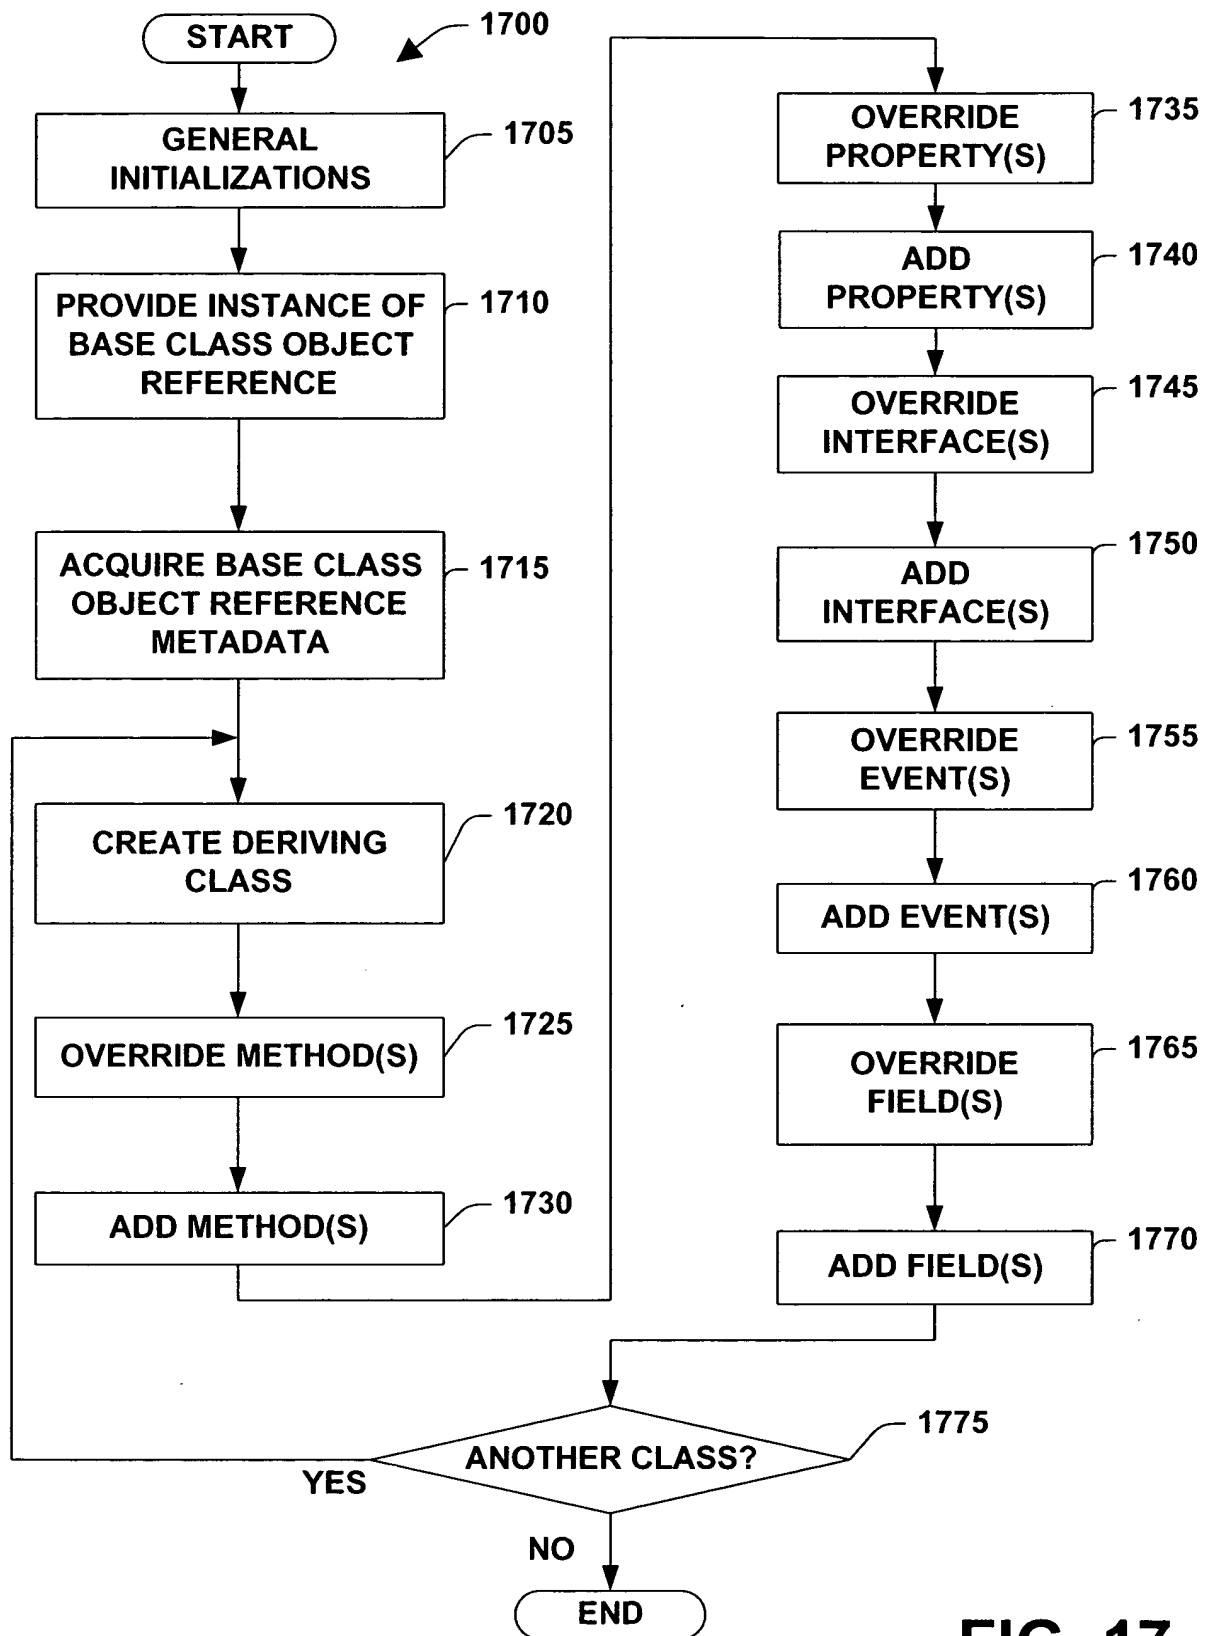 START
1700
GENERAL
INITIALIZATIONS
1705
PROVIDE INSTANCE OF
BASE CLASS OBJECT
REFERENCE
1710
ACQUIRE BASE CLASS
OBJECT REFERENCE
METADATA
1715
CREATE DERIVING
CLASS
1720
OVERRIDE METHOD(S)
1725
ADD METHOD(S)
1730
OVERRIDE
PROPERTY(S)
1735
ADD
PROPERTY(S)
1740
OVERRIDE
INTERFACE(S)
1745
ADD
INTERFACE(S)
1750
OVERRIDE
EVENT(S)
1755
ADD EVENT(S)
1760
OVERRIDE
FIELD(S)
1765
ADD FIELD(S)
1770
ANOTHER CLASS?
1775
YES
NO
END
FIG. 17